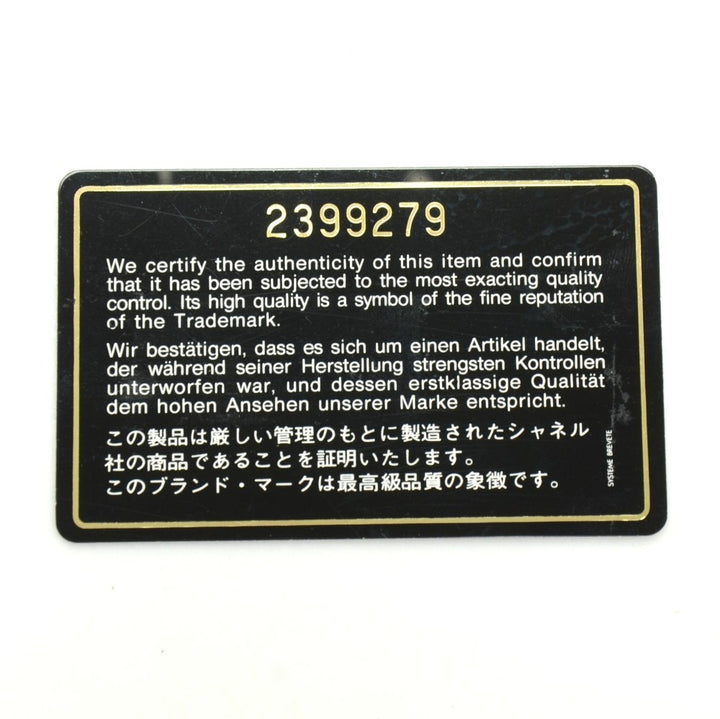 2399279
We certify the authenticity of this item and confirm
that it has been subjected to the most exacting quality
control. Its high quality is a symbol of the fine reputation
of the Trademark.
Wir bestätigen, dass es sich um einen Artikel handelt,
der während seiner Herstellung strengsten Kontrollen
unterworfen war, und dessen erstklassige Qualität
dem hohen Ansehen unserer Marke entspricht.
この製品は厳しい管理のもとに製造されたシャネル
社の商品であることを証明いたします。
このブランド・マークは最高級品質の象徴です。
SYSTEME BREVETE